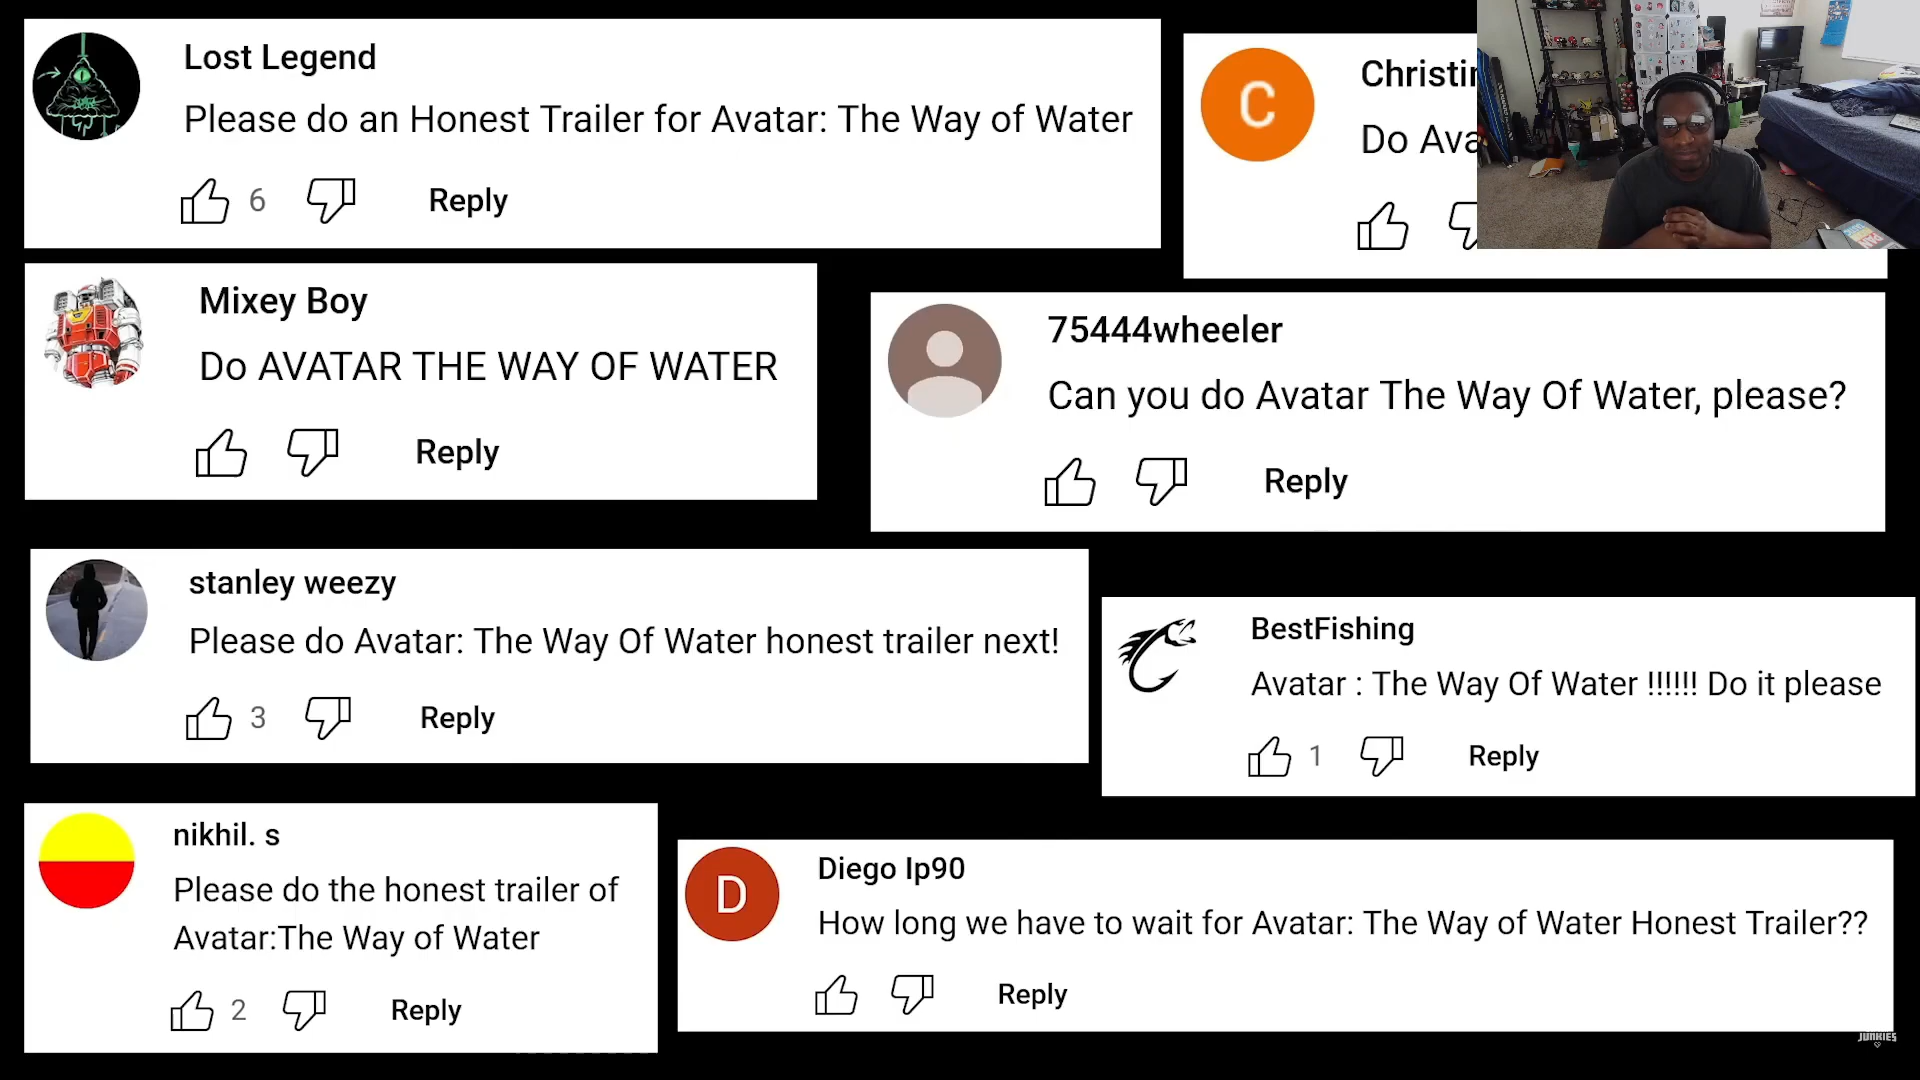 Lost Legend
Please do an Honest Trailer for Avatar: The Way of Water
6
Reply
C
Do
Mixey Boy
Do AVATAR THE WAY OF WATER
Reply
75444wheeler
Can you do Avatar The Way Of Water, please?
Reply
stanley weezy
Please do Avatar: The Way Of Water honest trailer next!
3
Reply
BestFishing
Avatar : The Way Of Water !!!!!! Do it please
1
Reply
nikhil. s
Please do the honest trailer of
Avatar:The Way of Water
2
Reply
D
Diego Ip90
How long we have to wait for Avatar: The Way of Water Honest Trailer??
Reply
JUNKIES